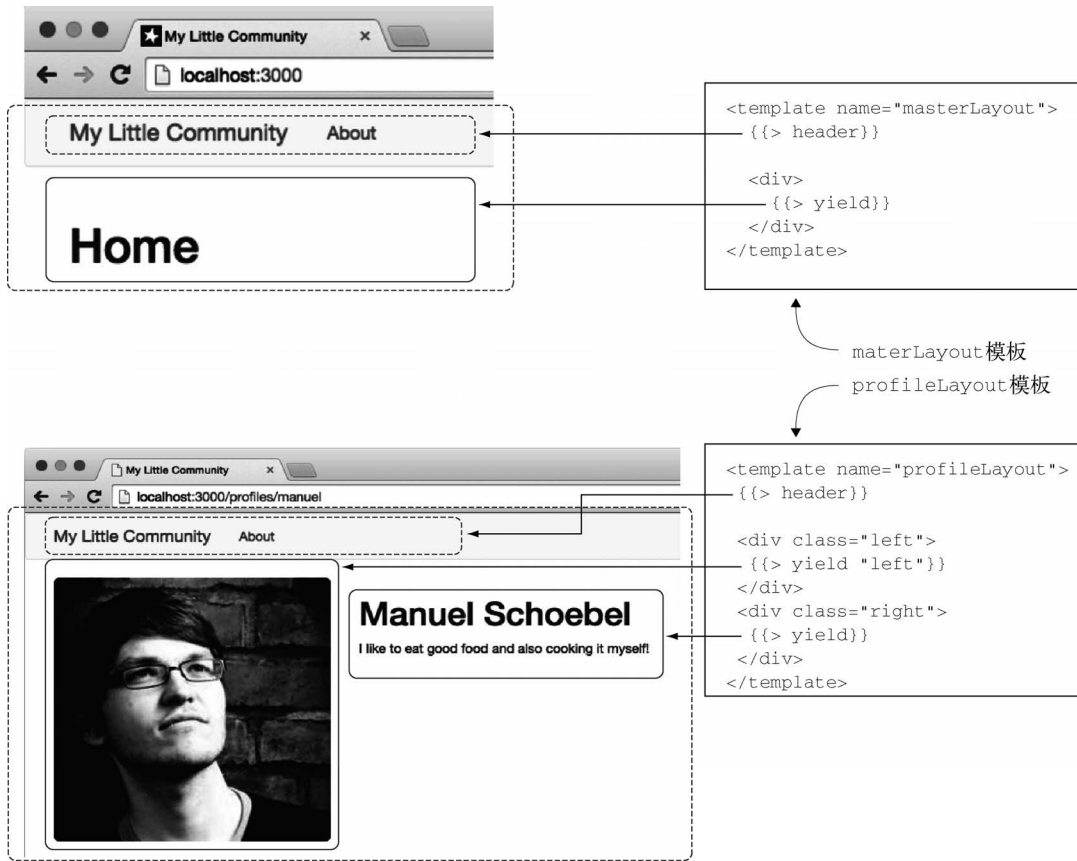 My Little Community ×
localhost:3000
My Little Community About
Home
<template name="masterLayout">
{{> header}}
<div>
{{> yield}}
</div>
</template>
materLayout模板
profileLayout模板
My Little Community ×
localhost:3000/profiles/manuel
My Little Community About
Manuel Schoebel
I like to eat good food and also cooking it myself!
<template name="profileLayout">
{{> header}}
<div class="left">
{{> yield "left"}}
</div>
<div class="right">
{{> yield}}
</div>
</template>